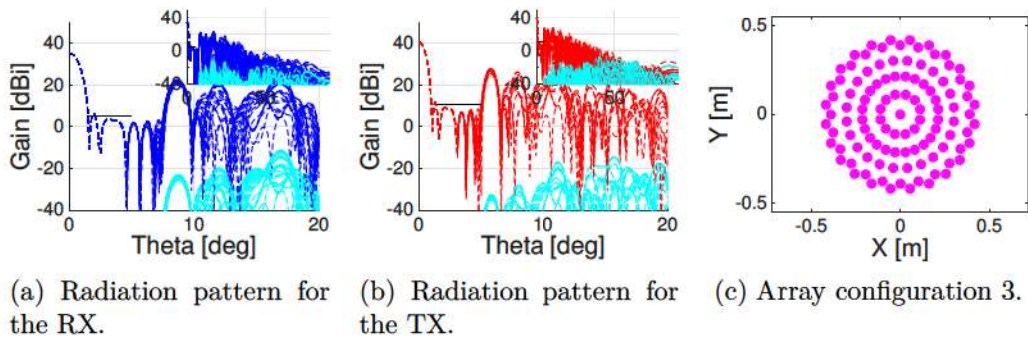 40
20
0
-20
-40
Gain [dBi]
0
10
20
Theta [deg]
40
0
-40
0
50
40
20
0
-20
-40
Gain [dBi]
0
10
20
Theta [deg]
40
0
-40
0
50
0.5
0
-0.5
Y [m]
-0.5
0
0.5
X [m]
(a) Radiation pattern for
the RX.
(b) Radiation pattern for
the TX.
(c) Array configuration 3.